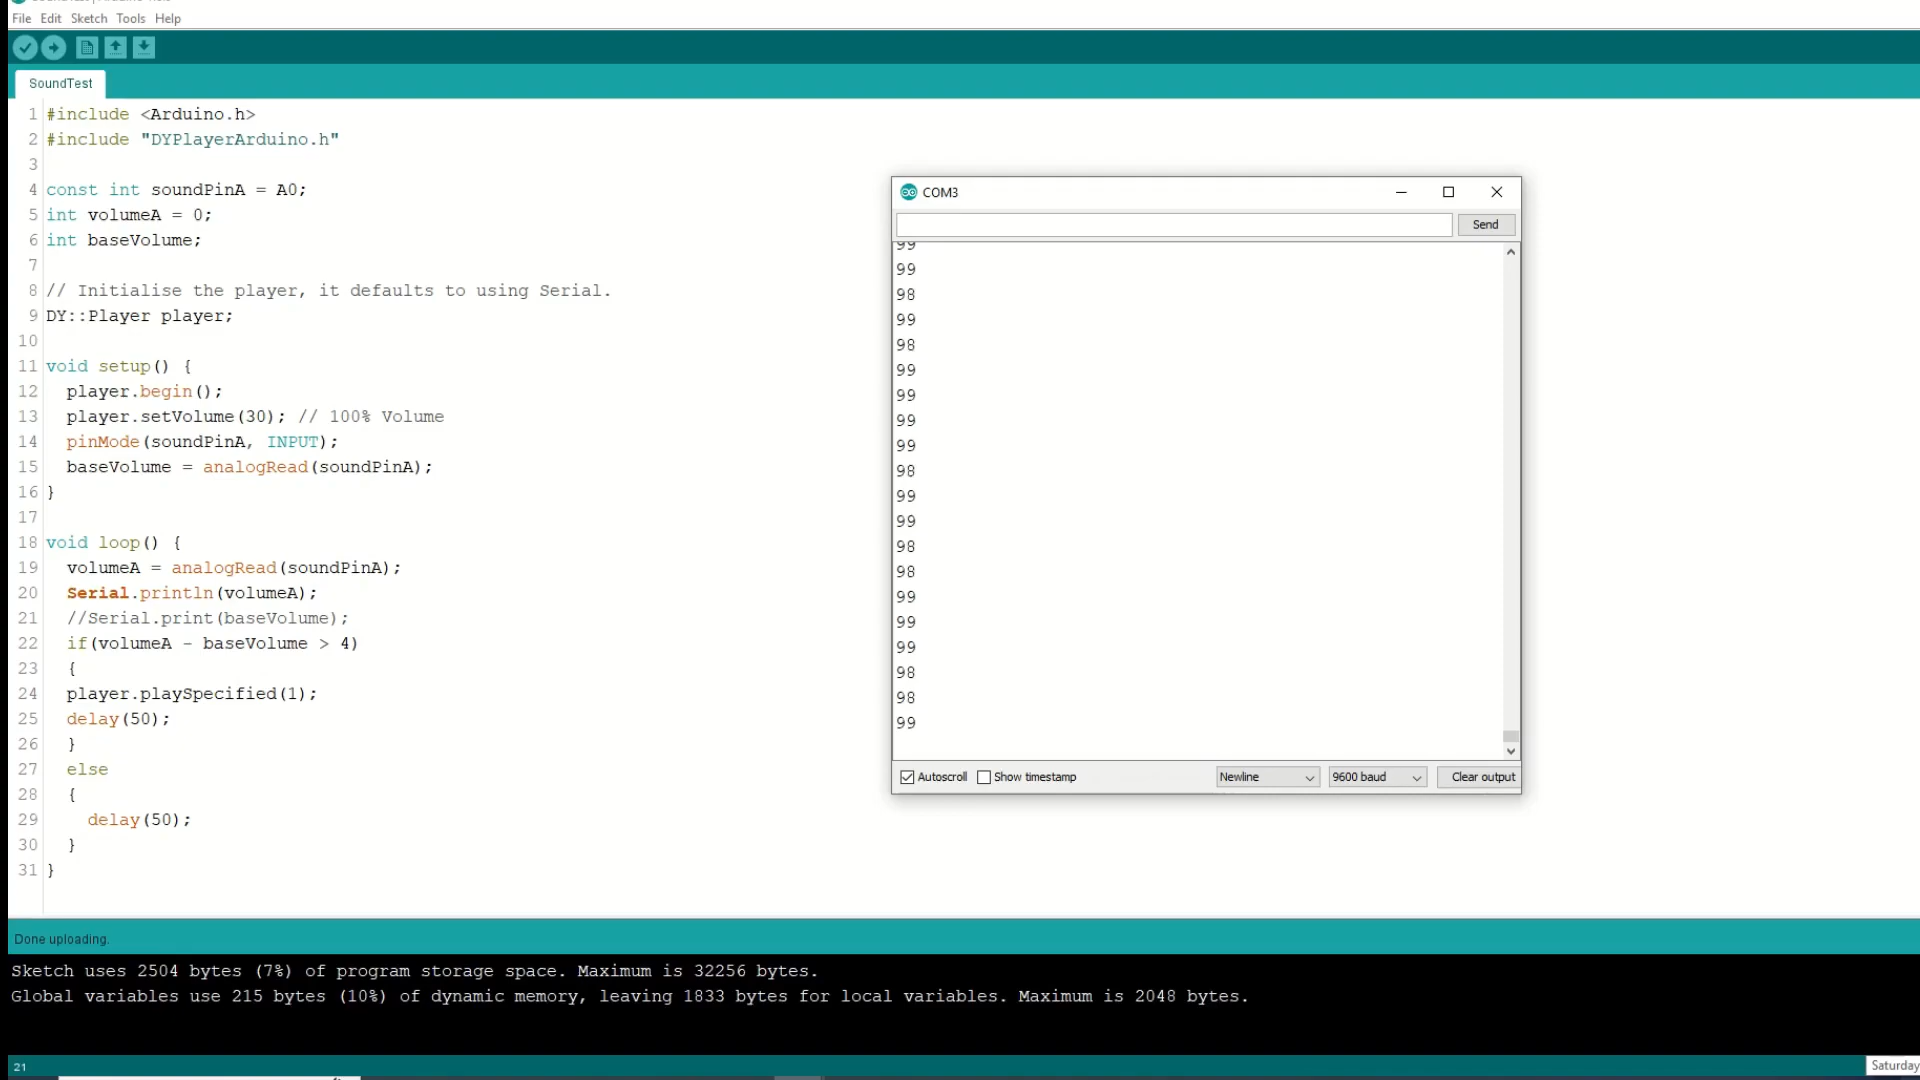 File Edit Sketch Tools Help
SoundTest
1 #include <Arduino.h>
2 #include "DYPlayerArduino.h"
3
4 const int soundPinA = A0;
5 int volumeA = 0;
6 int baseVolume;
7
8 // Initialise the player, it defaults to using Serial.
9 DY::Player player;
10
11 void setup() {
12 player.begin();
13 player.setVolume(30); // 100% Volume
14 pinMode(soundPinA, INPUT);
15 baseVolume = analogRead(soundPinA);
16 }
17
18 void loop() {
19 volumeA = analogRead(soundPinA);
20 Serial.println(volumeA);
21 //Serial.print(baseVolume);
22 if(volumeA - baseVolume > 4)
23 {
24 player.playSpecified(1);
25 delay(50);
26 }
27 else
28 {
29 delay(50);
30 }
31 }
COM3
Send
99
99
98
99
98
99
99
99
99
98
99
99
98
98
99
99
99
98
98
99
Autoscroll Show timestamp Newline 9600 baud Clear output
Done uploading.
Sketch uses 2504 bytes (7%) of program storage space. Maximum is 32256 bytes.
Global variables use 215 bytes (10%) of dynamic memory, leaving 1833 bytes for local variables. Maximum is 2048 bytes.
21
Saturday